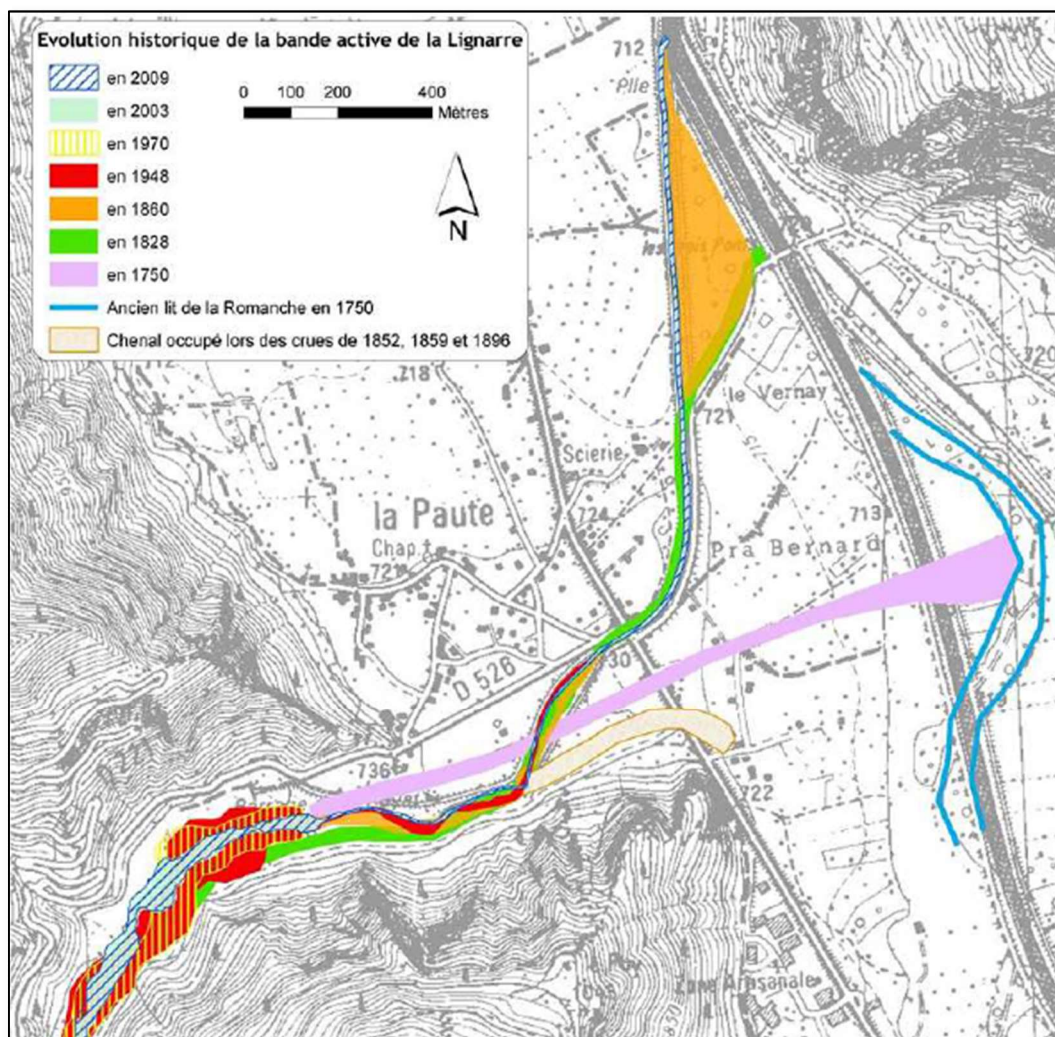 Evolution historique de la bande active de la Lignarre
en 2009
en 2003
en 1970
en 1948
en 1860
en 1828
en 1750
Ancien lit de la Romanche en 1750
Chenal occupé lors des crues de 1852, 1859 et 1896
0 100 200 400
Mètres
N
712
Pile
718
720
le Vernay
721
Scierie
la Paute
724
713
Chap.
Pra Bernard
D 526
730
736
722
Zone Artisanale